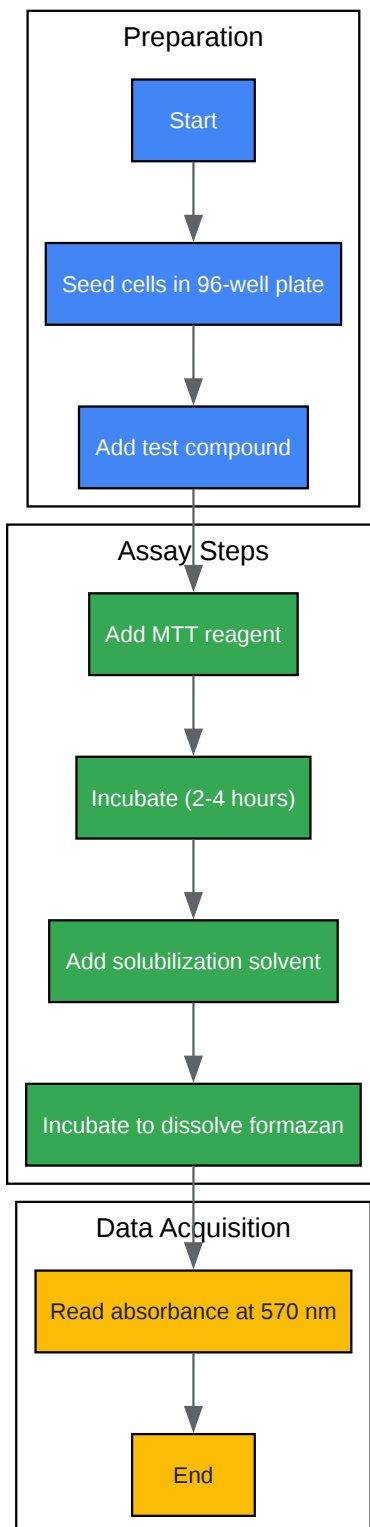 Preparation
Start
Seed cells in 96-well plate
Add test compound
Assay Steps
Add MTT reagent
Incubate (2-4 hours)
Add solubilization solvent
Incubate to dissolve formazan
Data Acquisition
Read absorbance at 570 nm
End